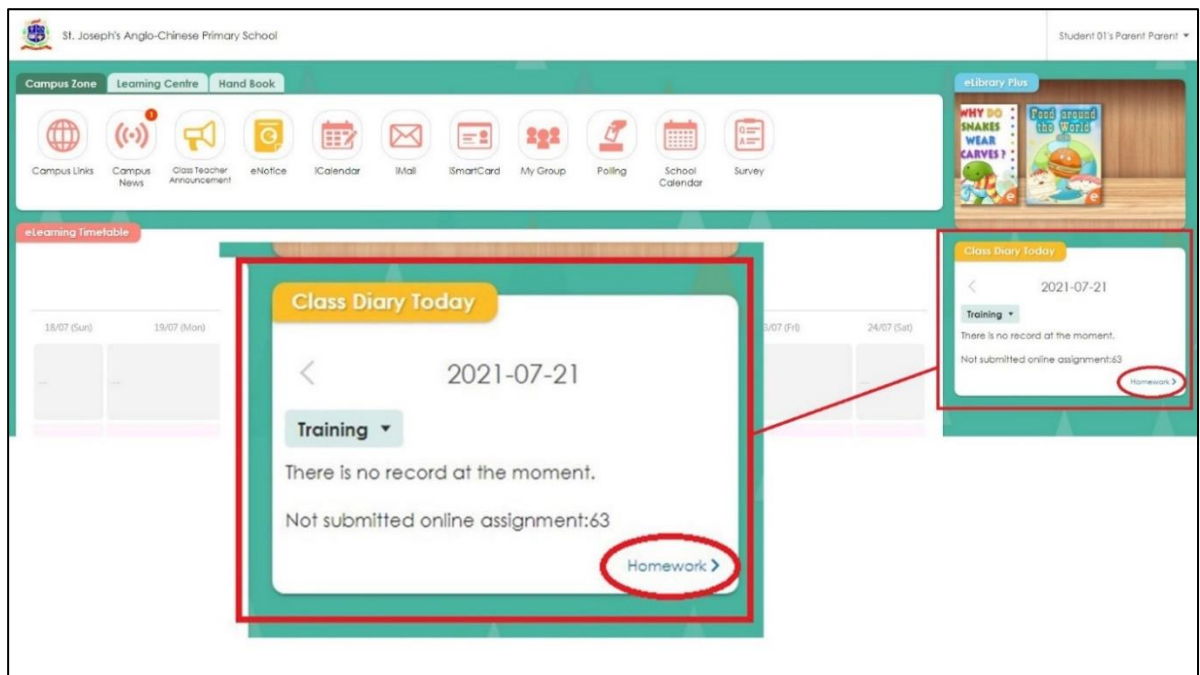 St. Joseph's Anglo-Chinese Primary School
Student 01's Parent Parent
Campus Zone Learning Centre Hand Book
eLibrary Plus
WHY DO SNAKES WEAR CARVES?
Food around the World
1
Campus Links Campus News Class Teacher Announcement eNotice iCalendar iMail iSmartCard My Group Polling School Calendar Survey
eLearning Timetable
18/07 (Sun) 19/07 (Mon) 3/07 (Fri) 24/07 (Sat)
Class Diary Today
2021-07-21
Training
There is no record at the moment.
Not submitted online assignment:63
Homework
Class Diary Today
2021-07-21
Training
There is no record at the moment.
Not submitted online assignment:63
Homework